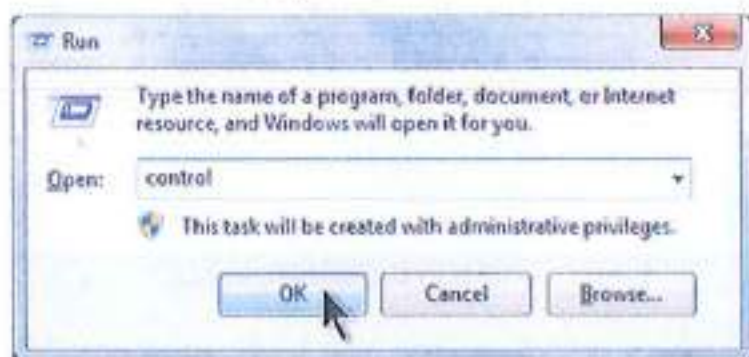 Run
Type the name of a program, folder, document, or Internet
resource, and Windows will open it for you.
Open: control
This task will be created with administrative privileges.
OK Cancel Browse...